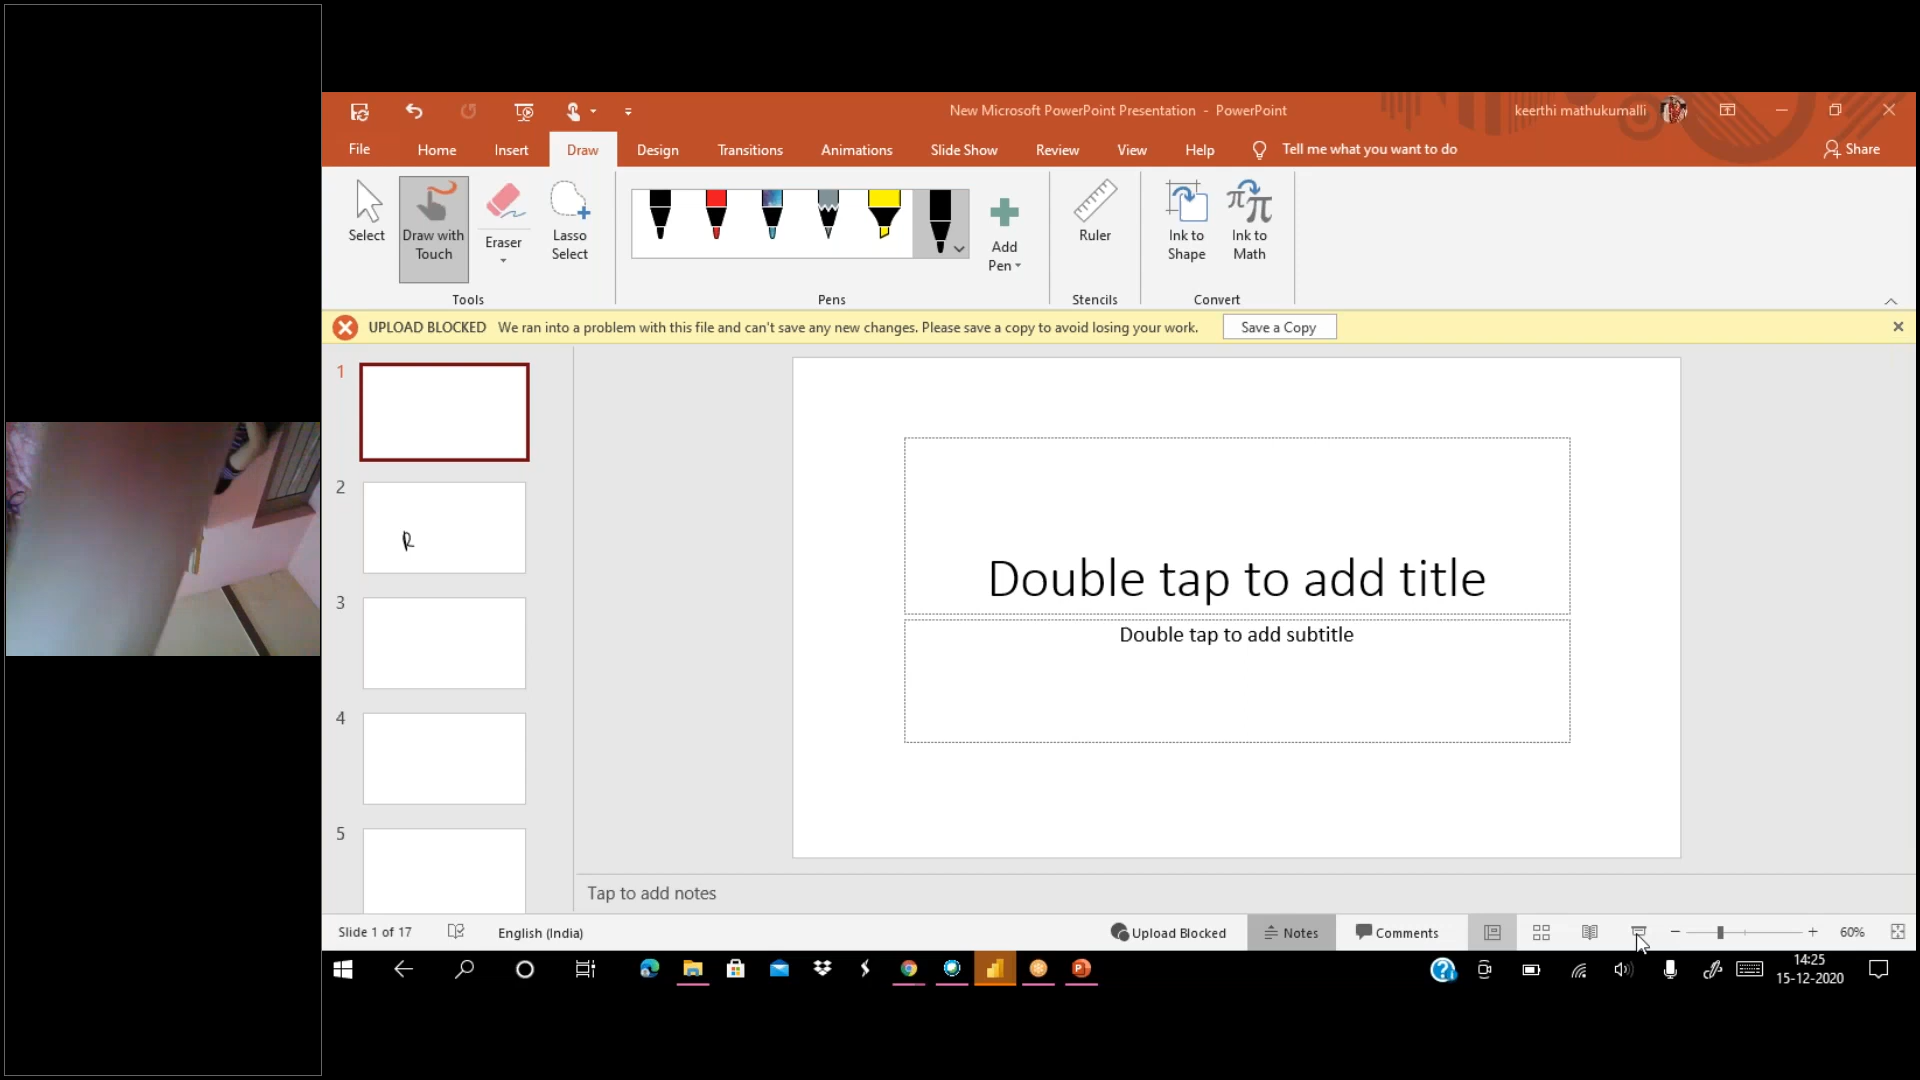 New Microsoft PowerPoint Presentation - PowerPoint
keerthi mathukumalli
File Home Insert Draw Design Transitions Animations Slide Show Review View Help Tell me what you want to do Share
Select
Draw with Touch
Eraser
Lasso Select
Add Pen
Ruler
Ink to Shape
Ink to Math
Tools Pens Stencils Convert
UPLOAD BLOCKED We ran into a problem with this file and can't save any new changes. Please save a copy to avoid losing your work. Save a Copy
1
2
R
3
4
5
Double tap to add title
Double tap to add subtitle
Tap to add notes
Slide 1 of 17 English (India) Upload Blocked Notes Comments 60%
14:25
15-12-2020